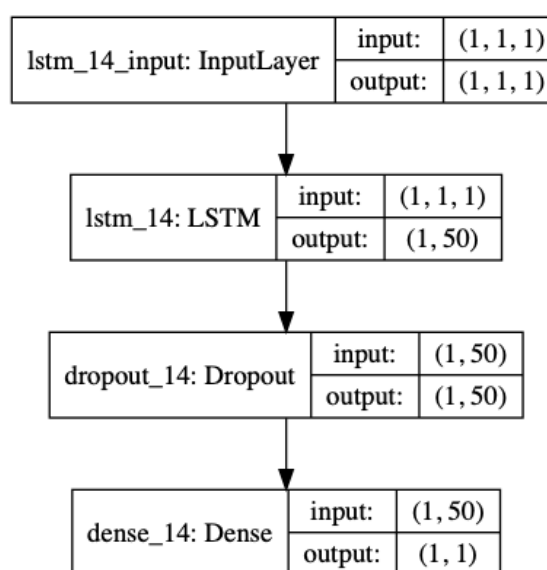 lstm_14_input: InputLayer
input: (1, 1, 1)
output: (1, 1, 1)
lstm_14: LSTM
input: (1, 1, 1)
output: (1, 50)
dropout_14: Dropout
input: (1, 50)
output: (1, 50)
dense_14: Dense
input: (1, 50)
output: (1, 1)